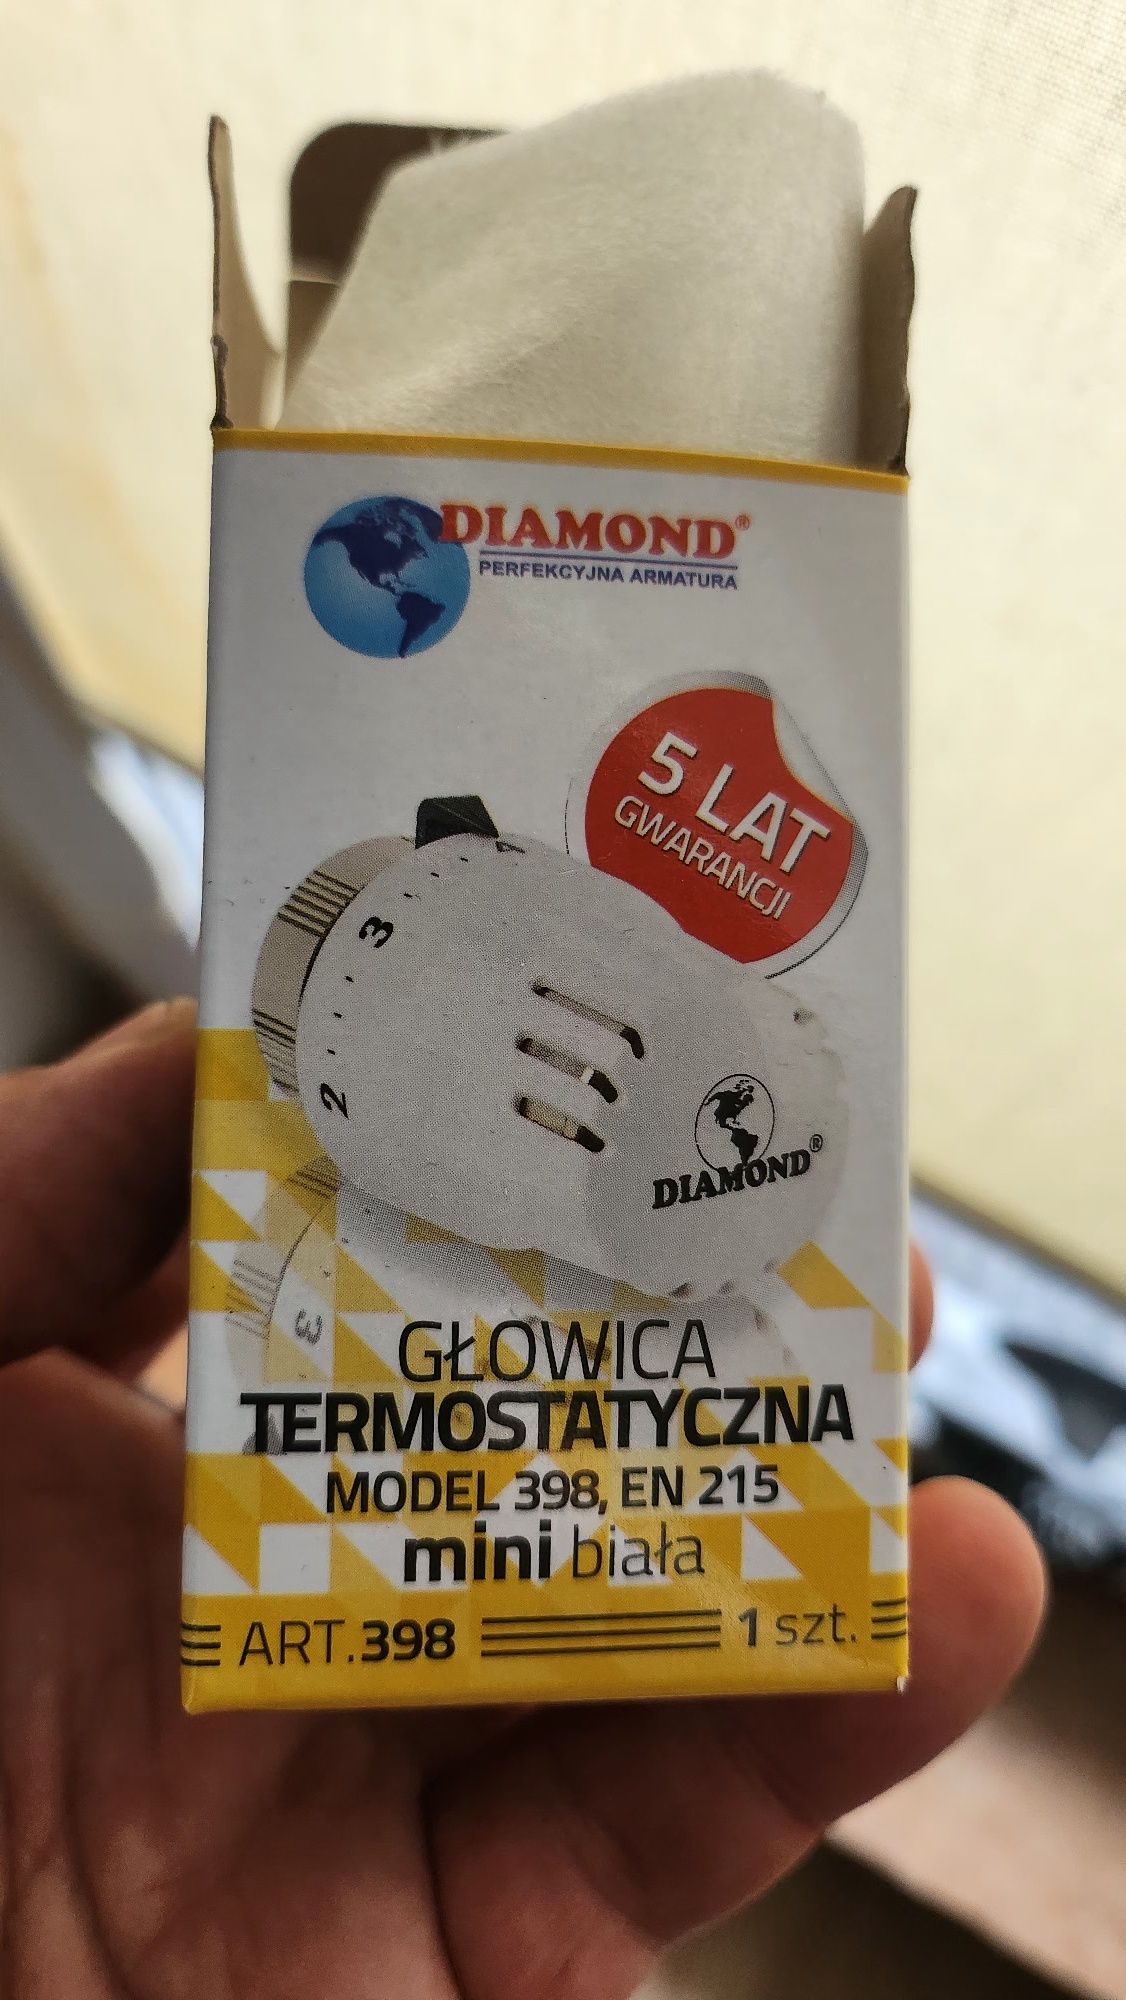 DIAMOND®
PERFEKCYJNA ARMATURA
5 LAT
GWARANCJI
3
2
DIAMOND®
3
GŁOWICA
TERMOSTATYCZNA
MODEL 398, EN 215
mini biała
ART.398 1 szt.